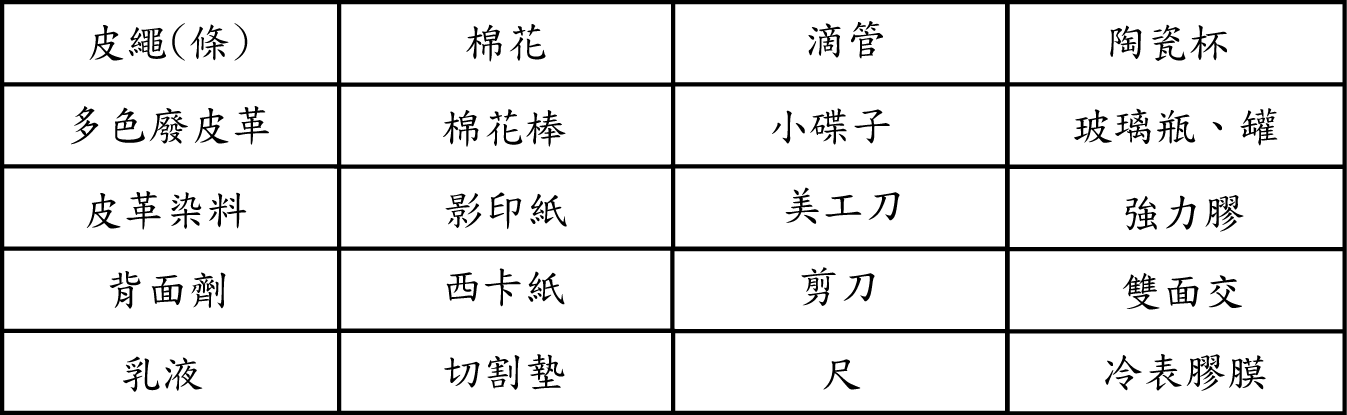 皮繩(條) 棉花 滴管 陶瓷杯
多色廢皮革 棉花棒 小碟子 玻璃瓶、罐
皮革染料 影印紙 美工刀 強力膠
背面劑 西卡紙 剪刀 雙面交
乳液 切割墊 尺 冷表膠膜